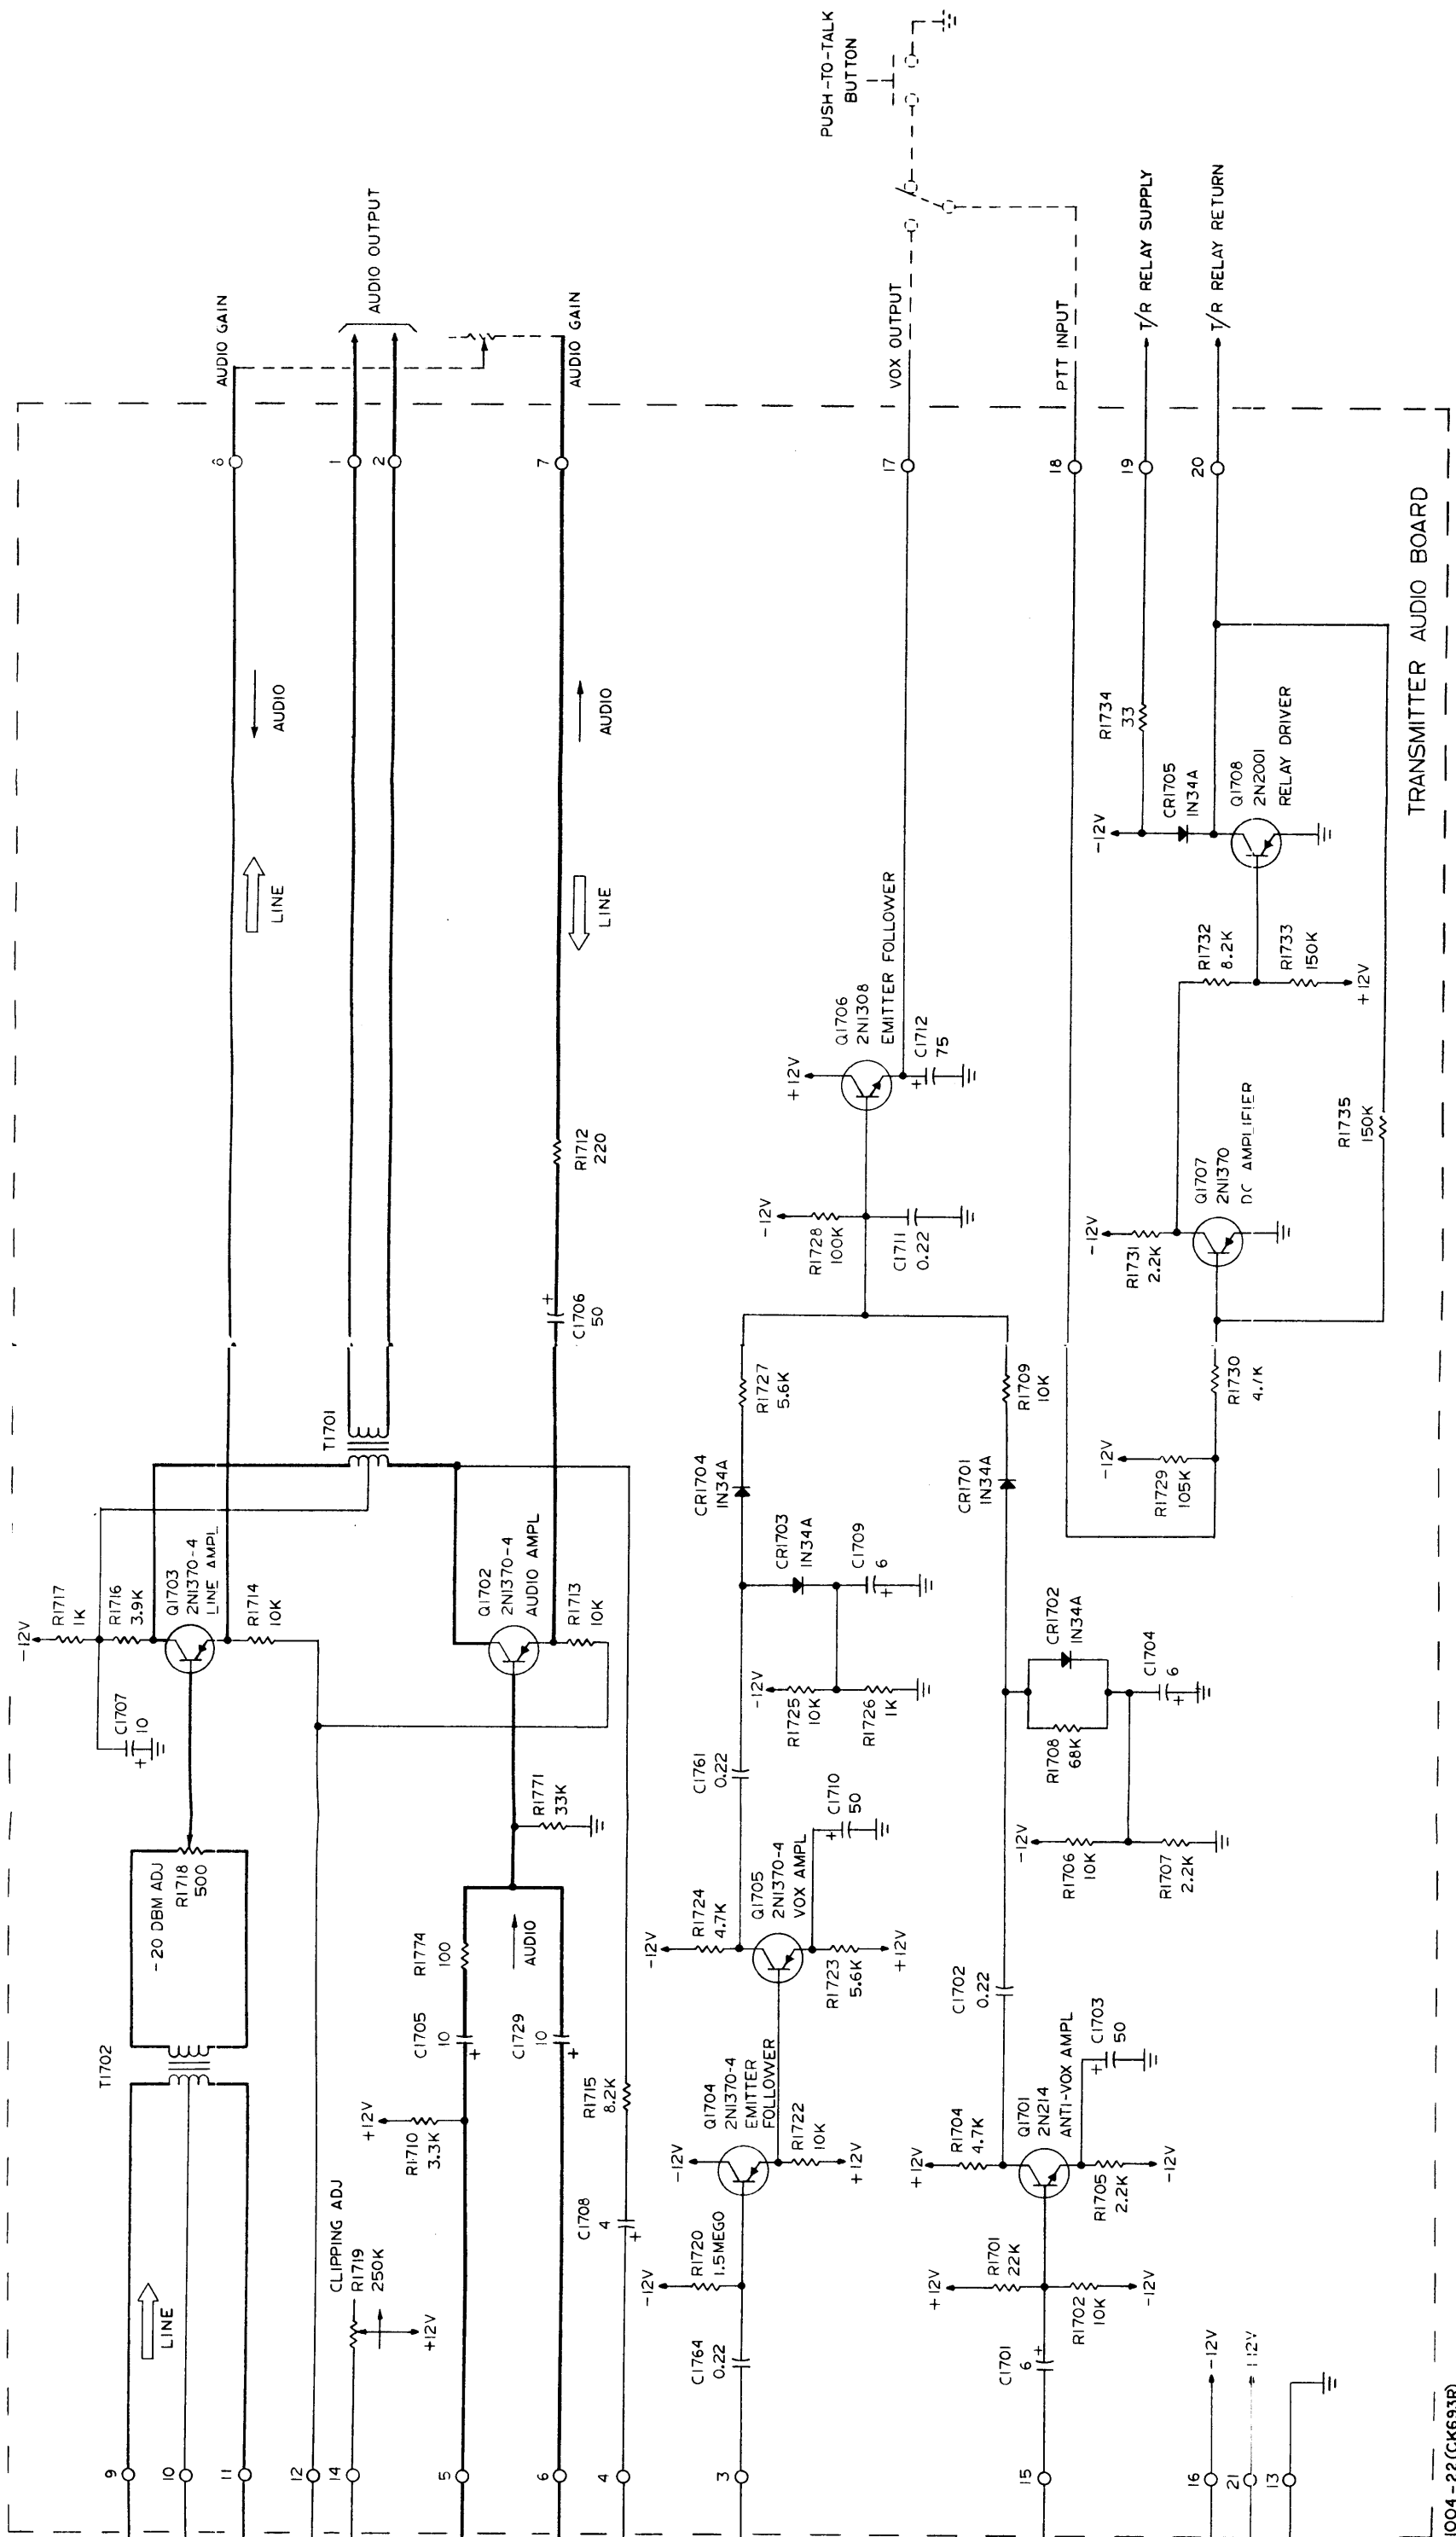 PUSH-TO-TALK
BUTTON
AUDIO OUTPUT
AUDIO GAIN
AUDIO GAIN
VOX OUTPUT
PTT INPUT
T/R RELAY SUPPLY
T/R RELAY RETURN
8
1
2
7
17
18
19
20
AUDIO
AUDIO
LINE
LINE
TRANSMITTER AUDIO BOARD
R1734
33
-12V
CR1705
1N34A
Q1708
2N2001
RELAY DRIVER
R1732
8.2K
R1733
150K
+12V
Q1706
2N1308
EMITTER FOLLOWER
+12V
C1712
75
+
R1712
220
-12V
R1728
100K
C1711
0.22
Q1707
2N1370
DC AMPLIFIER
-12V
R1731
2.2K
R1735
150K
C1706
50
+
R1727
5.6K
R1709
10K
R1730
4.7K
T1701
CR1704
1N34A
CR1701
1N34A
-12V
R1729
105K
-12V
R1717
1K
R1716
3.9K
Q1703
2N1370-4
LINE AMPL
R1714
10K
C1707
10
+
Q1702
2N1370-4
AUDIO AMPL
R1713
10K
CR1703
1N34A
C1709
6
+
-12V
R1725
10K
R1726
1K
CR1702
1N34A
R1708
68K
C1704
6
+
-12V
R1706
10K
R1707
2.2K
-20 DBM ADJ
R1718
500
R1771
33K
C1761
0.22
C1710
50
+
R1774
100
AUDIO
C1705
10
+
C1729
10
+
-12V
R1724
4.7K
Q1705
2N1370-4
VOX AMPL
R1723
5.6K
+12V
C1702
0.22
C1703
50
+
T1702
+12V
R1710
3.3K
R1715
8.2K
Q1704
2N1370-4
EMITTER
FOLLOWER
-12V
R1722
10K
+12V
+12V
R1704
4.7K
Q1701
2N214
ANTI-VOX AMPL
R1705
2.2K
-12V
LINE
CLIPPING ADJ
R1719
250K
+12V
C1708
4
+
-12V
R1720
1.5MEGO
C1764
0.22
+12V
R1701
22K
R1702
10K
-12V
C1701
6
+
-12V
9
10
11
12
14
5
6
4
3
15
16
21
13